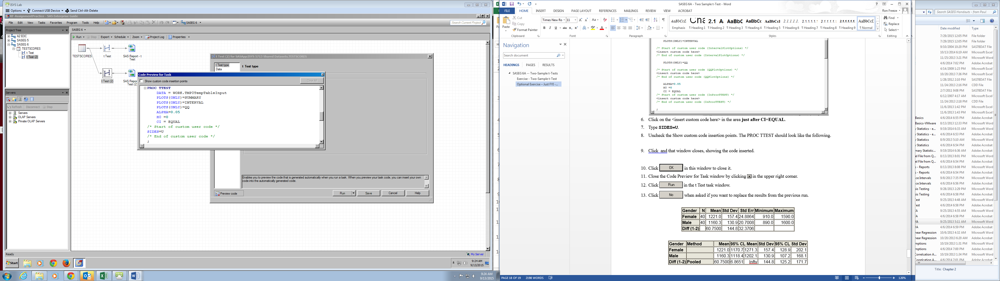 ISYS Lab
Options Connect USB Device Send Ctrl-Alt-Delete
RF-AssignmentPractice - SAS Enterprise Guide
File Edit View Tasks Favorites Program Tools Help SASEG 6 Search Current Project
Project Tree
A2 EOC
SASEG 5
SASEG 6
TESTSCORES
t Test
t Test (2)
Servers
Refresh Disconnect Stop
Servers
OLAP Servers
Private OLAP Servers
SASEG 6
Run Stop Export Schedule Zoom Project Log Properties
TESTSCORES
t Test
SAS Report - t
Test
t Test (2)
SAS Repor
Test (2)
t Test (2) for SASApp:ISYS 5713 Shared Datasets.TESTSCORES
t Test type
Data
t Test type
Code Preview for Task
Show custom code insertion points
Clear All
PROC TTEST
DATA = WORK.TMP0TempTableInput
PLOTS(ONLY)=SUMMARY
PLOTS(ONLY)=INTERVAL
PLOTS(ONLY)=QQ
ALPHA=0.05
H0 =0
CI = EQUAL
/* Start of custom user code */
SIDES=U
/* End of custom user code */
;
Enables you to preview the code that is generated automatically when you run a task. When you preview your task code, you can insert your own
code into the automatically generated code.
Preview code
Run Save Cancel Help
Ready
My Server
Start
9:24 AM
9/13/2015
9:24 AM
9/13/2015
SASEG 6A - Two Sample t-Test - Word
FILE HOME INSERT DESIGN PAGE LAYOUT REFERENCES MAILINGS REVIEW VIEW ACROBAT
Ron Freeze
Paste
Cut
Copy
Format Painter
Clipboard
Times New Ro 11
Font
Paragraph
Emphasis ¶ Heading 1 ¶ Heading 2 ¶ Heading 3 ¶ Heading 4 ¶ Heading 5 ¶ Heading 6 ¶ Heading 7 ¶ Heading 8 ¶ Heading 9 ¶ Normal
Styles
Find
Replace
Select
Editing
Navigation
Search document
HEADINGS PAGES RESULTS
SASEG 6A -- Two-Sample t-Tests
Exercise - Two-Sample t-Test
Optional Exercise – Just FYI -...
PLOTS(ONLY)=INTERVAL
/* Start of custom user code (IntervalPlotOptions) */
<insert custom code here>
/* End of custom user code (IntervalPlotOptions) */
PLOTS(ONLY)=QQ
/* Start of custom user code (QQPlotOptions) */
<insert custom code here>
/* End of custom user code (QQPlotOptions) */
ALPHA=0.05
H0 =0
CI = EQUAL
/* Start of custom user code (InProcTTEST) */
<insert custom code here>
/* End of custom user code (InProcTTEST) */
;
6. Click on the <insert custom code here> in the area just after CI=EQUAL.
7. Type SIDES=U.
8. Uncheck the Show custom code insertion points. The PROC TTEST should look like the following.
9. Click and that window closes, showing the code inserted.
10. Click OK in this window to close it.
11. Close the Code Preview for Task window by clicking x in the upper right corner.
12. Click Run in the t Test task window.
13. Click No when asked if you want to replace the results from the previous run.
Gender N Mean Std Dev Std Err Minimum Maximum
Female 40 1221.0 157.4 24.8864 910.0 1590.0
Male 40 1160.3 130.9 20.7008 890.0 1600.0
Diff (1-2) 60.7500 144.8 32.3706
Gender Method Mean 95% CL Mean Std Dev 95% CL Std Dev
Female 1221.0 1170.7 1271.3 157.4 128.9 202.1
Male 1160.3 1118.4 1202.1 130.9 107.2 168.1
Diff (1-2) Pooled 60.7500 6.8651 Infty 144.8 125.2 171.7
PAGE 18 OF 19 2198 WORDS
120%
Search SASEG Handouts - from Paul
Date modified Type
7/29/2015 12:05 PM File folder
7/29/2015 12:05 PM File folder
9/10/2004 10:20 PM SAS7BDAT File
10/13/2014 6:19 AM Microsoft Excel
11/25/2013 3:21 PM Microsoft Word
4/6/2014 7:02 PM Adobe Acrobat
4/14/2009 1:23 PM Microsoft Excel
10/20/2013 7:36 PM Microsoft Word
1/28/2012 2:10 PM SAS7BDAT File
11/24/2013 2:16 PM CDD File
2/7/2011 9:08 PM SAS7BDAT File
6/12/2007 4:17 AM Microsoft Excel
11/24/2013 2:18 PM CDD File
11/6/2013 1:42 PM Microsoft Excel
11/6/2013 1:43 PM Microsoft Excel
Basics 4/6/2014 6:55 PM Adobe Acrobat
Basics-VMware 8/13/2013 12:33 PM Microsoft Word
y Statistics - e... 9/19/2014 6:33 AM Microsoft Word
y Statistics - e... 4/6/2014 6:53 PM Adobe Acrobat
y Statistics 8/9/2013 5:10 AM Microsoft Word
y Statistics 4/6/2014 6:54 PM Adobe Acrobat
mary Statistic... 9/19/2014 6:36 AM Microsoft Word
el File from Q... 8/13/2013 8:01 PM Microsoft Word
el File from Q... 4/6/2014 6:54 PM Adobe Acrobat
s - Reports 8/13/2013 8:08 PM Microsoft Word
s - Reports 4/6/2014 6:54 PM Adobe Acrobat
ce Intervals 9/8/2013 7:35 PM Microsoft Word
ce Intervals 4/6/2014 6:56 PM Adobe Acrobat
sis Testing 9/28/2013 2:29 PM Microsoft Word
sis Testing 4/6/2014 6:58 PM Adobe Acrobat
est 9/25/2013 4:48 AM Microsoft Word
est 4/6/2014 6:58 PM Adobe Acrobat
A 9/25/2013 4:55 AM Microsoft Word
A 4/6/2014 6:58 PM Adobe Acrobat
A 9/25/2013 5:11 AM Microsoft Word
A 4/6/2014 6:59 PM Adobe Acrobat
near Regression 10/6/2013 4:32 AM Microsoft Word
near Regression 10/20/2013 6:20 AM Microsoft Word
mptions 10/19/2013 1:31 PM Microsoft Word
mptions 4/6/2014 7:00 PM Adobe Acrobat
Correlcation A... 10/19/2013 1:34 PM Microsoft Word
Correlcation A... 4/6/2014 7:01 PM Adobe Acrobat
Title: Chapter 2